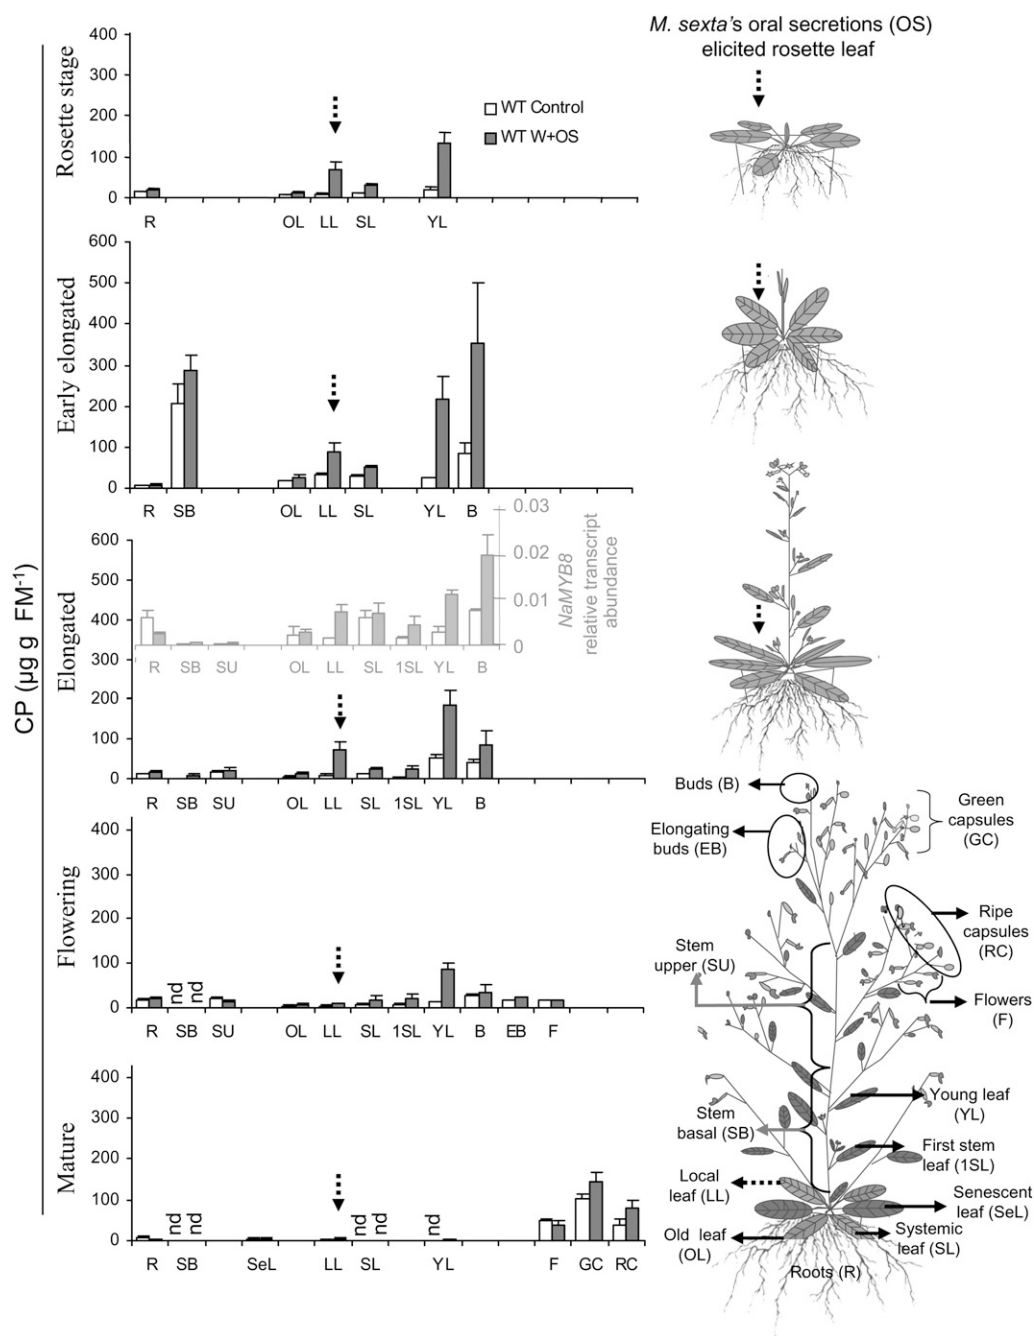 M. sexta's oral secretions (OS)
elicited rosette leaf
CP (µg g FM⁻¹)
Rosette stage
400
300
200
100
0
WT Control
WT W+OS
R OL LL SL YL
Early elongated
600
500
400
300
200
100
0
R SB OL LL SL YL B
Elongated
600
500
400
300
200
100
0
0.03
0.02
0.01
0
NaMYB8
relative transcript
abundance
R SB SU OL LL SL 1SL YL B
R SB SU OL LL SL 1SL YL B
Flowering
400
300
200
100
0
nd nd
R SB SU OL LL SL 1SL YL B EB F
Mature
400
300
200
100
0
nd nd nd nd nd
R SB SeL LL SL YL F GC RC
Buds (B)
Elongating
buds (EB)
Green
capsules
(GC)
Ripe
capsules
(RC)
Stem
upper (SU)
Flowers
(F)
Young leaf
(YL)
Stem
basal (SB)
First stem
leaf (1SL)
Local
leaf (LL)
Senescent
leaf (SeL)
Old leaf
(OL)
Systemic
leaf (SL)
Roots (R)